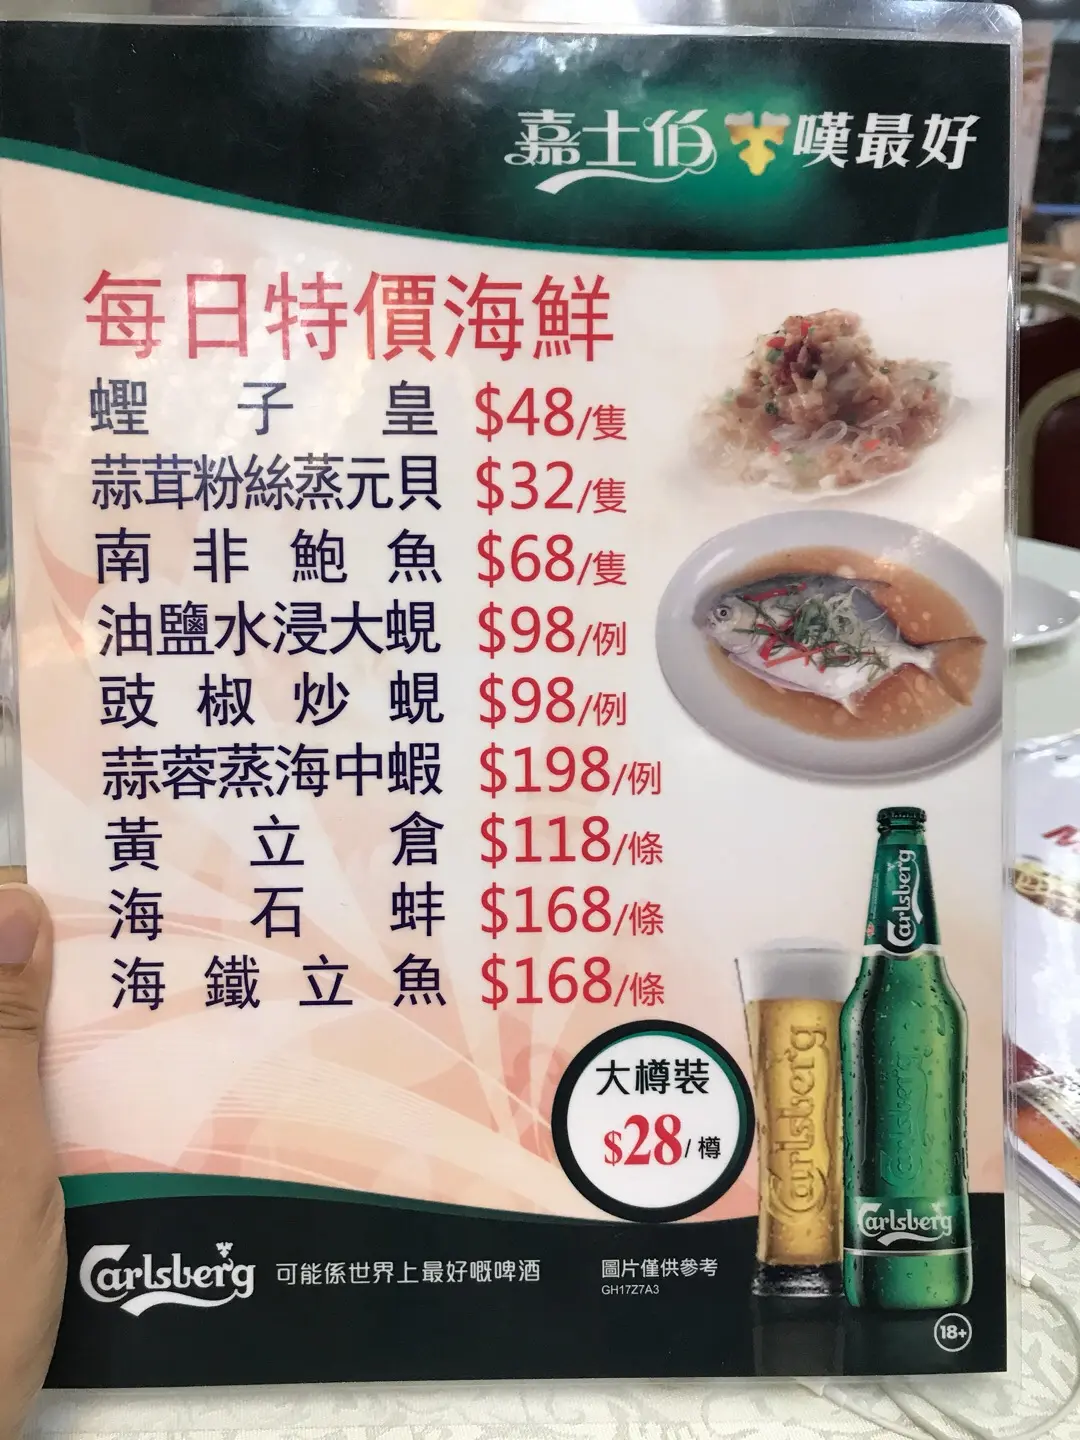 嘉士伯 嘆最好
每日特價海鮮
蟶子皇 $48/隻
蒜茸粉絲蒸元貝 $32/隻
南非鮑魚 $68/隻
油鹽水浸大蜆 $98/例
豉椒炒蜆 $98/例
蒜蓉蒸海中蝦 $198/例
黃立倉 $118/條
海石蚌 $168/條
海鐵立魚 $168/條
大樽裝
$28/樽
Carlsberg
Carlsberg
Carlsberg
Carlsberg
Carlsberg 可能係世界上最好嘅啤酒
圖片僅供參考
GH17Z7A3
18+